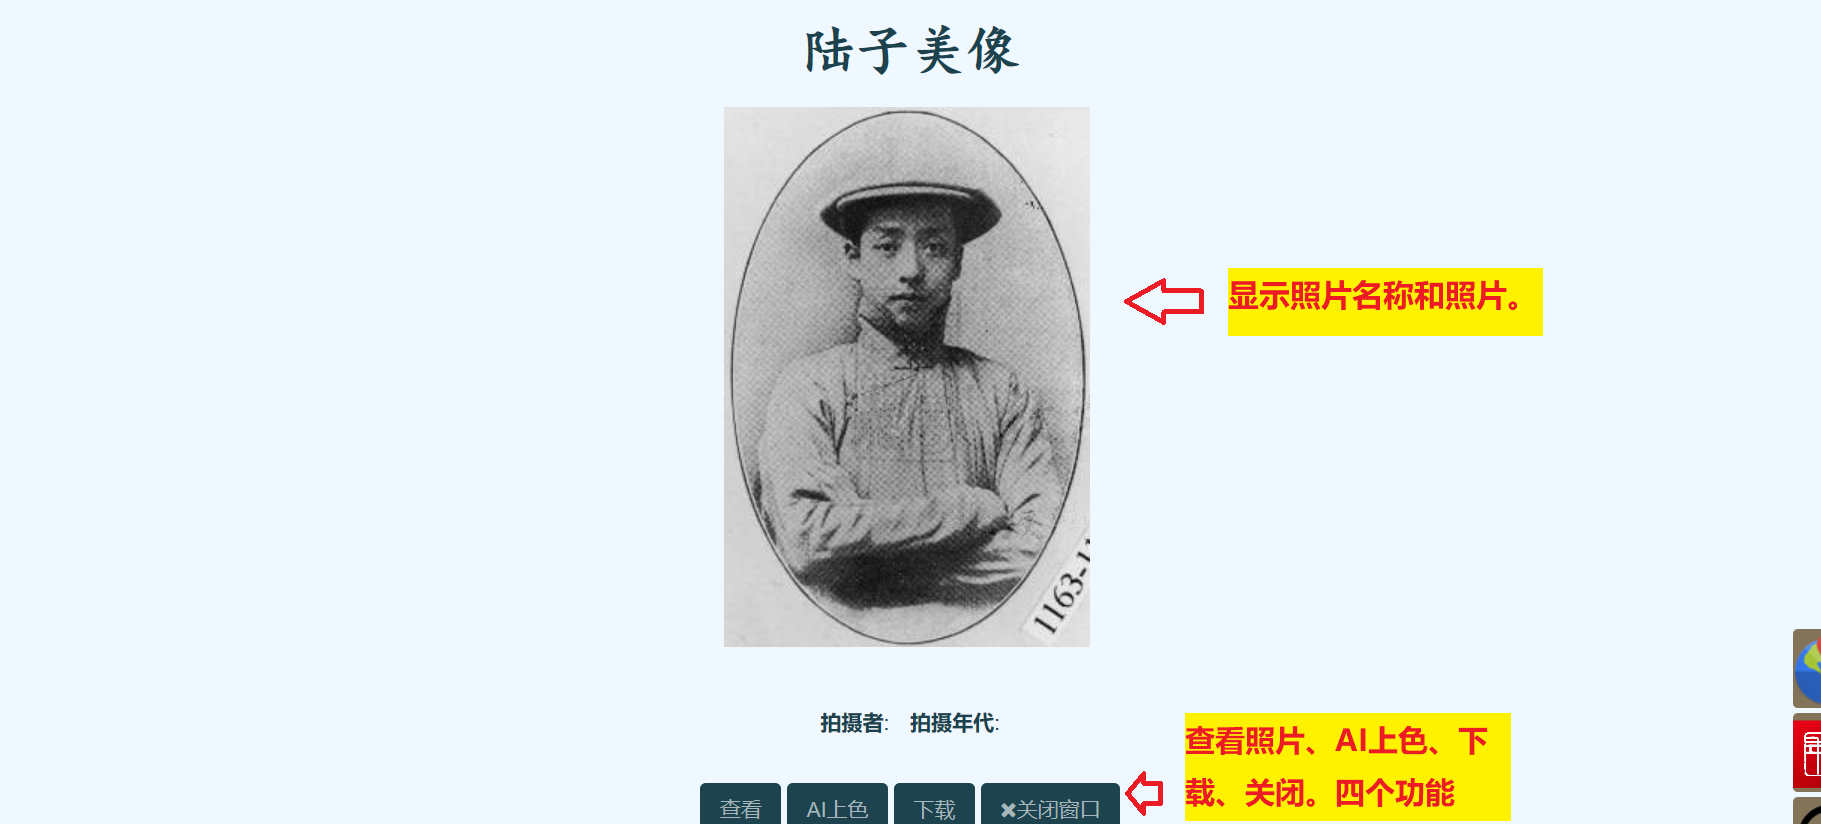 陆子美像
显示照片名称和照片。
1163-1
拍摄者: 拍摄年代:
查看照片、AI上色、下
载、关闭。四个功能
查看 AI上色 下载 ✖关闭窗口